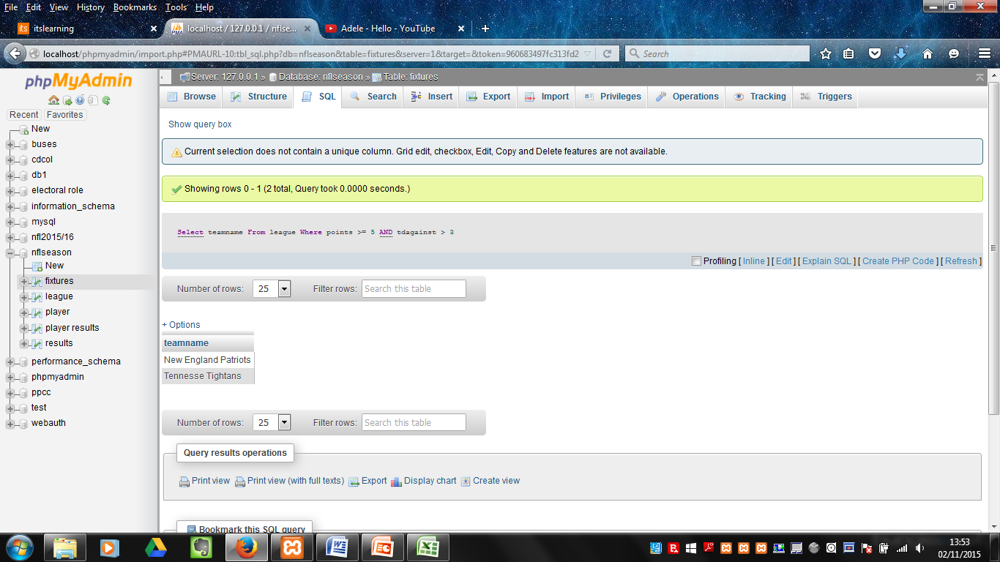 File Edit View History Bookmarks Tools Help
its itslearning
PMA localhost / 127.0.0.1 / nflse...
Adele - Hello - YouTube
localhost/phpmyadmin/import.php#PMAURL-10:tbl_sql.php?db=nflseason&table=fixtures&server=1&target=&token=960683497fc313fd2
Search
phpMyAdmin
Recent Favorites
New
buses
cdcol
db1
electoral role
information_schema
mysql
nfl2015/16
nflseason
New
fixtures
league
player
player results
results
performance_schema
phpmyadmin
ppcc
test
webauth
Server: 127.0.0.1 » Database: nflseason » Table: fixtures
Browse Structure SQL Search Insert Export Import Privileges Operations Tracking Triggers
Show query box
Current selection does not contain a unique column. Grid edit, checkbox, Edit, Copy and Delete features are not available.
Showing rows 0 - 1 (2 total, Query took 0.0000 seconds.)
Select teamname From league Where points >= 5 AND tdagainst > 3
Profiling [ Inline ] [ Edit ] [ Explain SQL ] [ Create PHP Code ] [ Refresh ]
Number of rows: 25 Filter rows: Search this table
+ Options
teamname
New England Patriots
Tennesse Tightans
Number of rows: 25 Filter rows: Search this table
Query results operations
Print view Print view (with full texts) Export Display chart Create view
Bookmark this SQL query
13:53
02/11/2015